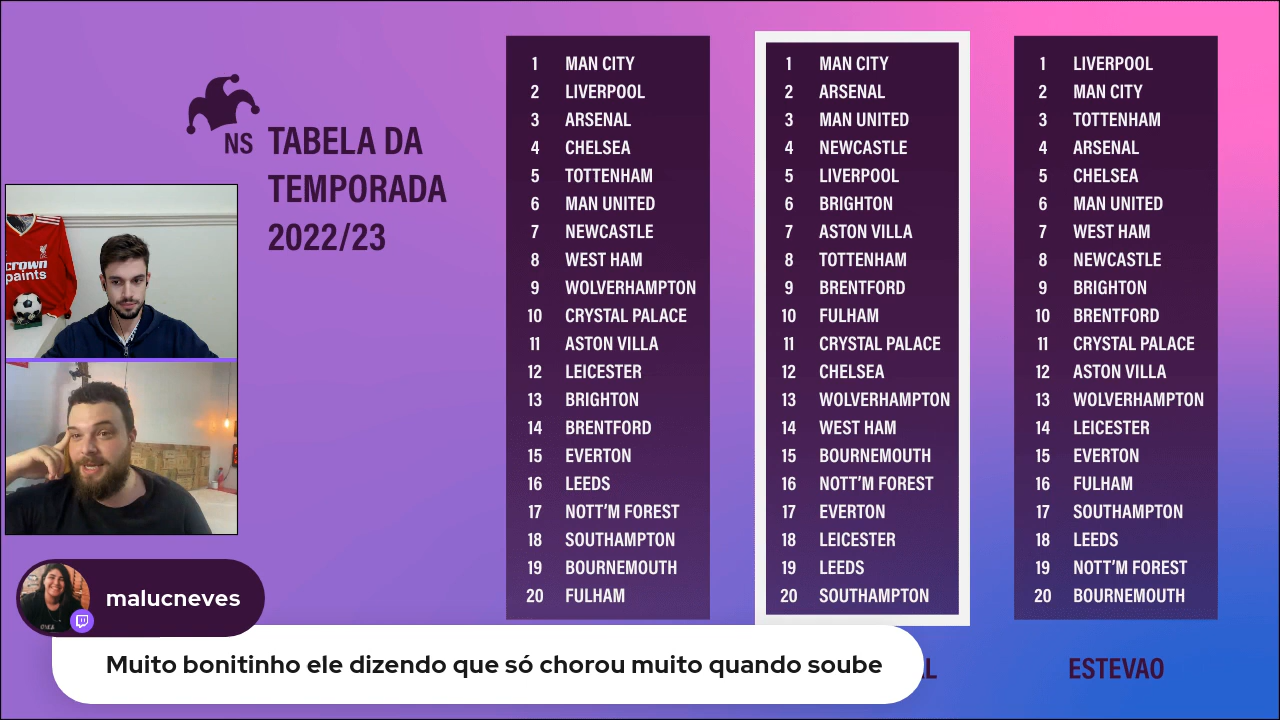 NS
TABELA DA
TEMPORADA
2022/23
1 MAN CITY
2 LIVERPOOL
3 ARSENAL
4 CHELSEA
5 TOTTENHAM
6 MAN UNITED
7 NEWCASTLE
8 WEST HAM
9 WOLVERHAMPTON
10 CRYSTAL PALACE
11 ASTON VILLA
12 LEICESTER
13 BRIGHTON
14 BRENTFORD
15 EVERTON
16 LEEDS
17 NOTT'M FOREST
18 SOUTHAMPTON
19 BOURNEMOUTH
20 FULHAM
1 MAN CITY
2 ARSENAL
3 MAN UNITED
4 NEWCASTLE
5 LIVERPOOL
6 BRIGHTON
7 ASTON VILLA
8 TOTTENHAM
9 BRENTFORD
10 FULHAM
11 CRYSTAL PALACE
12 CHELSEA
13 WOLVERHAMPTON
14 WEST HAM
15 BOURNEMOUTH
16 NOTT'M FOREST
17 EVERTON
18 LEICESTER
19 LEEDS
20 SOUTHAMPTON
1 LIVERPOOL
2 MAN CITY
3 TOTTENHAM
4 ARSENAL
5 CHELSEA
6 MAN UNITED
7 WEST HAM
8 NEWCASTLE
9 BRIGHTON
10 BRENTFORD
11 CRYSTAL PALACE
12 ASTON VILLA
13 WOLVERHAMPTON
14 LEICESTER
15 EVERTON
16 FULHAM
17 SOUTHAMPTON
18 LEEDS
19 NOTT'M FOREST
20 BOURNEMOUTH
ESTEVAO
crown
paints
malucneves
Muito bonitinho ele dizendo que só chorou muito quando soube